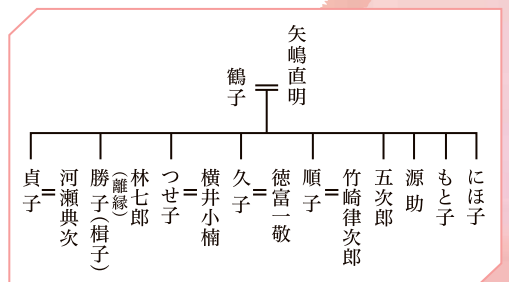 矢嶋直明
鶴子
にほ子
もと子
源助
五次郎
竹崎律次郎
順子
徳富一敬
久子
横井小楠
つせ子
林七郎
（離縁）
勝子（楫子）
河瀬典次
貞子